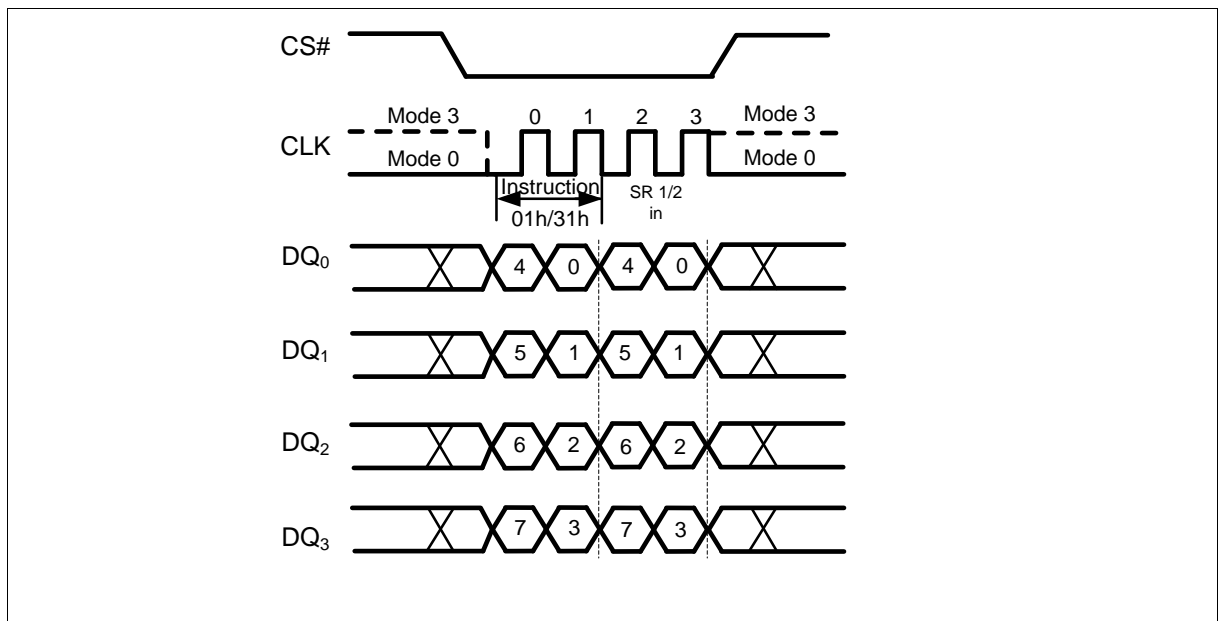 CS#
Mode 3 0 1 2 3 Mode 3
CLK
Mode 0 Mode 0
Instruction SR 1/2
01h/31h in
DQ0 4 0 4 0
DQ1 5 1 5 1
DQ2 6 2 6 2
DQ3 7 3 7 3